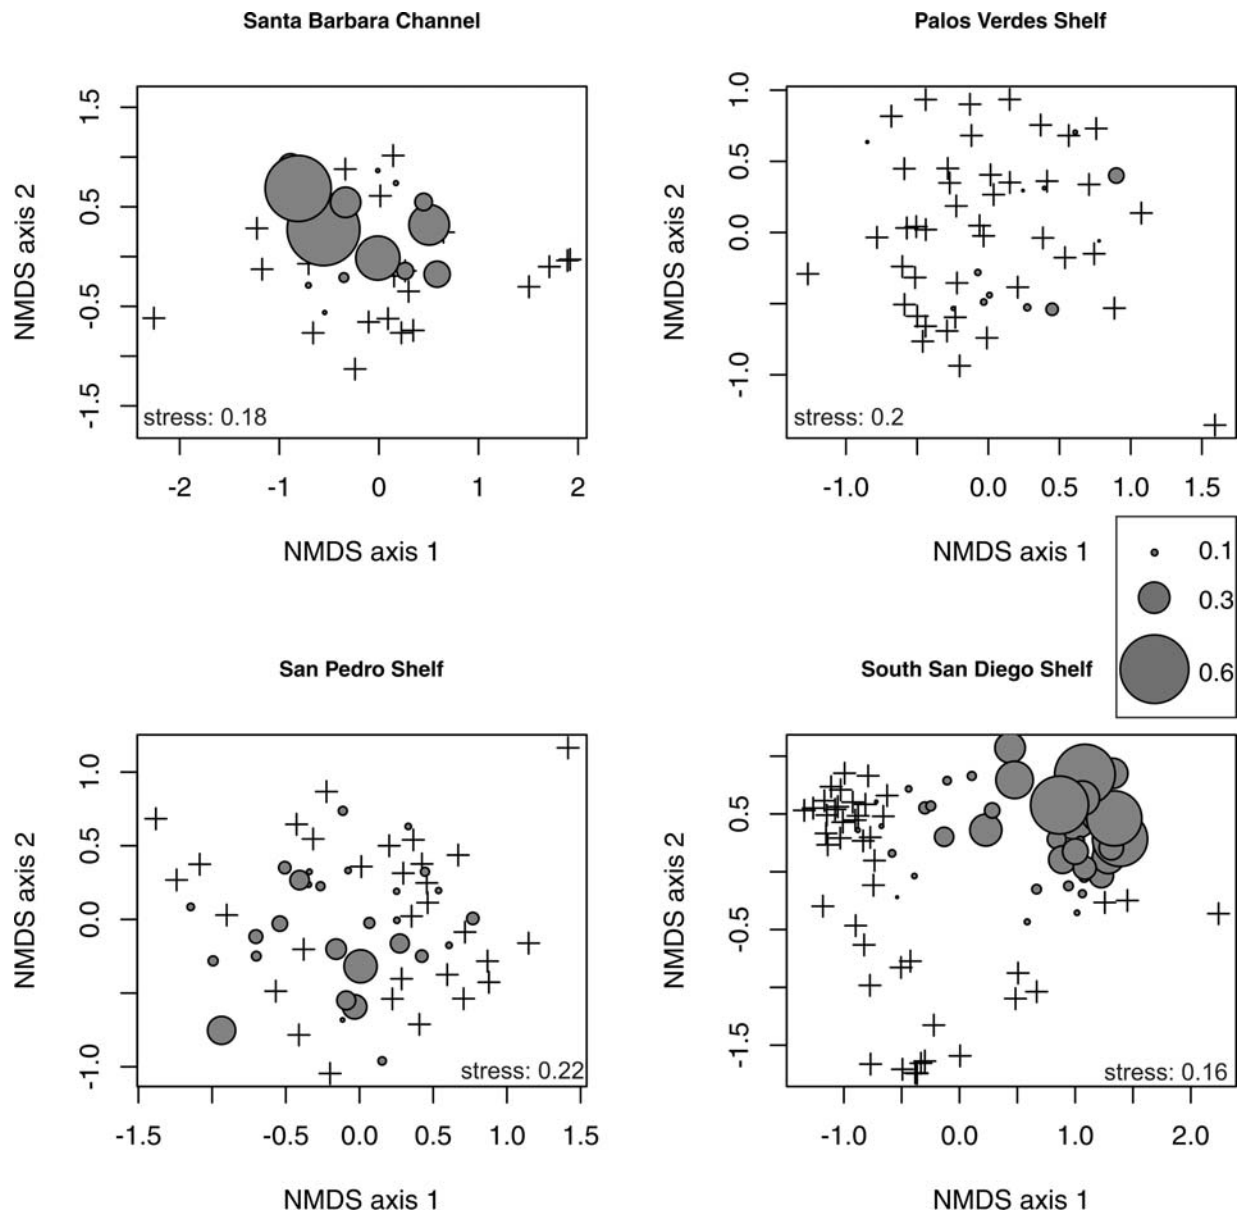 Santa Barbara Channel
NMDS axis 2
1.5
0.5
-0.5
-1.5
stress: 0.18
-2
-1
0
1
2
NMDS axis 1
Palos Verdes Shelf
NMDS axis 2
1.0
0.5
0.0
-1.0
stress: 0.2
-1.0
0.0
0.5
1.0
1.5
NMDS axis 1
0.1
0.3
0.6
San Pedro Shelf
NMDS axis 2
1.0
0.5
0.0
-1.0
stress: 0.22
-1.5
-0.5
0.0
0.5
1.0
1.5
NMDS axis 1
South San Diego Shelf
NMDS axis 2
0.5
-0.5
-1.5
stress: 0.16
-1.0
0.0
1.0
2.0
NMDS axis 1